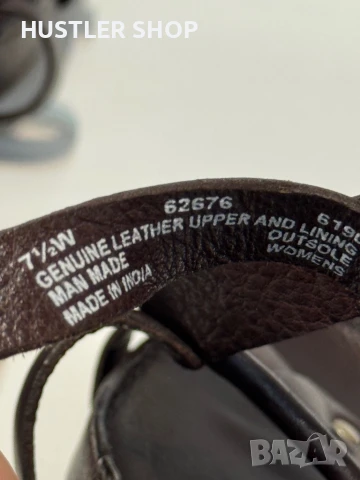 HUSTLER SHOP
7½W 62676
GENUINE LEATHER UPPER AND LINING
MAN MADE OUTSOLE
MADE IN INDIA WOMENS
BAZAR